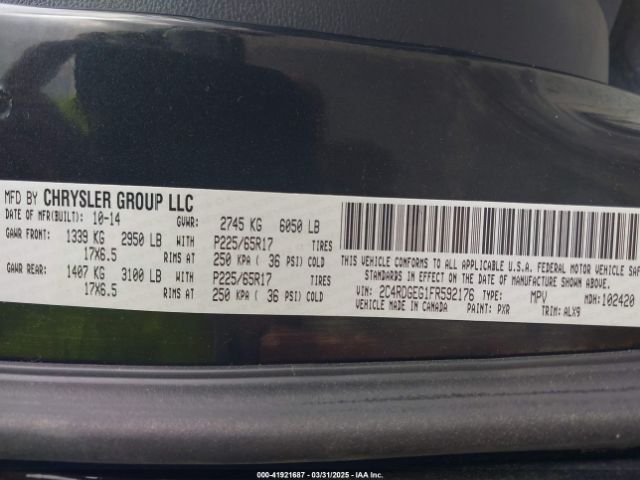 MFD BY CHRYSLER GROUP LLC
DATE OF MFR(BUILT): 10-14 GVWR: 2745 KG 6050 LB
GAWR FRONT: 1339 KG 2950 LB WITH P225/65R17 TIRES
17X6.5 RIMS AT 250 KPA ( 36 PSI) COLD
GAWR REAR: 1407 KG 3100 LB WITH P225/65R17 TIRES
17X6.5 RIMS AT 250 KPA ( 36 PSI) COLD
THIS VEHICLE CONFORMS TO ALL APPLICABLE U.S.A. FEDERAL MOTOR VEHICLE
STANDARDS IN EFFECT ON THE DATE OF MANUFACTURE SHOWN ABOVE.
VIN: 2C4RDGEG1FR592176 TYPE: MPV MDH: 102420
VEHICLE MADE IN CANADA PAINT: PXR TRIM: ALX9
000-41921687 - 03/31/2025 - IAA Inc.